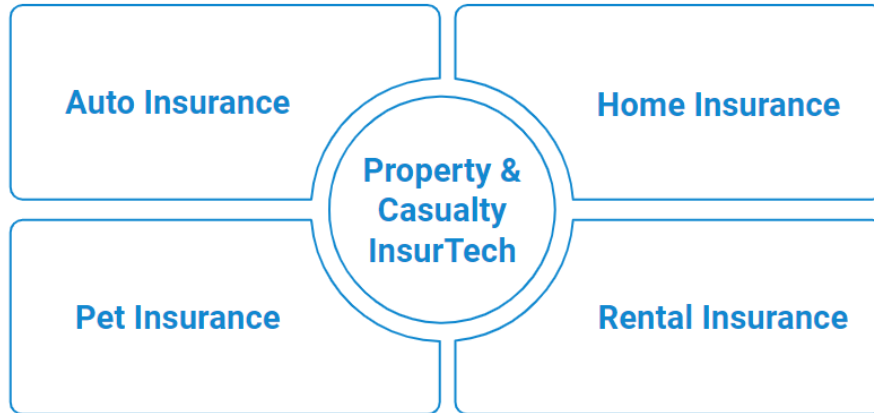 Auto Insurance
Home Insurance
Property &
Casualty
InsurTech
Pet Insurance
Rental Insurance